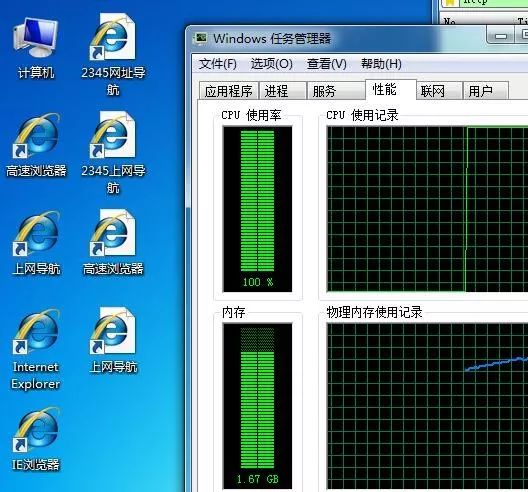 http
No.
Time
Windows 任务管理器
文件(F) 选项(O) 查看(V) 帮助(H)
应用程序 进程 服务 性能 联网 用户
CPU 使用率
CPU 使用记录
100 %
内存
物理内存使用记录
1.67 GB
计算机
2345网址导
航
高速浏览器
2345上网导
航
上网导航
高速浏览器
Internet
Explorer
上网导航
IE浏览器